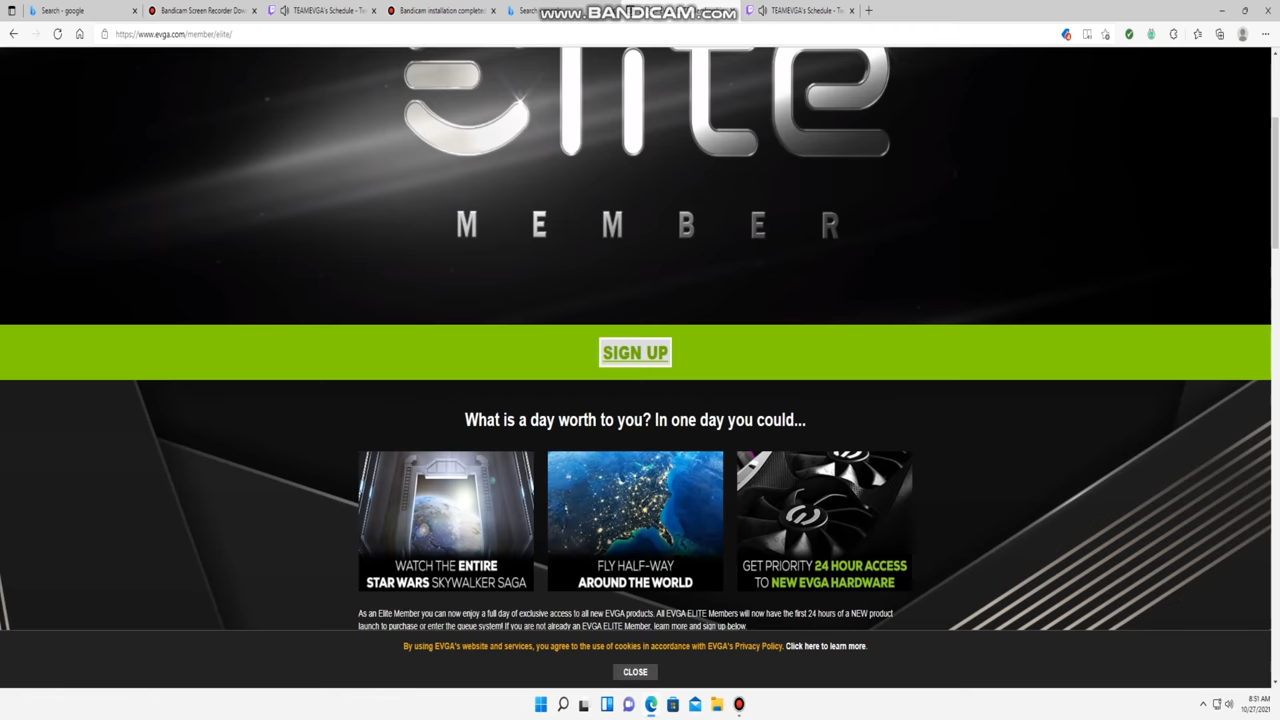 Search - google
Bandicam Screen Recorder Dow
TEAMEVGA's Schedule - Tw
Bandicam installation completed
Search
www.BANDICAM.com
TEAMEVGA's Schedule - Tw
https://www.evga.com/member/elite/
Elite
MEMBER
SIGN UP
What is a day worth to you? In one day you could...
WATCH THE ENTIRE
STAR WARS SKYWALKER SAGA
FLY HALF-WAY
AROUND THE WORLD
GET PRIORITY 24 HOUR ACCESS
TO NEW EVGA HARDWARE
As an Elite Member you can now enjoy a full day of exclusive access to all new EVGA products. All EVGA ELITE Members will now have the first 24 hours of a NEW product
launch to purchase or enter the queue system! If you are not already an EVGA ELITE Member, learn more and sign up below.
By using EVGA's website and services, you agree to the use of cookies in accordance with EVGA's Privacy Policy. Click here to learn more.
CLOSE
8:51 AM
10/27/2021